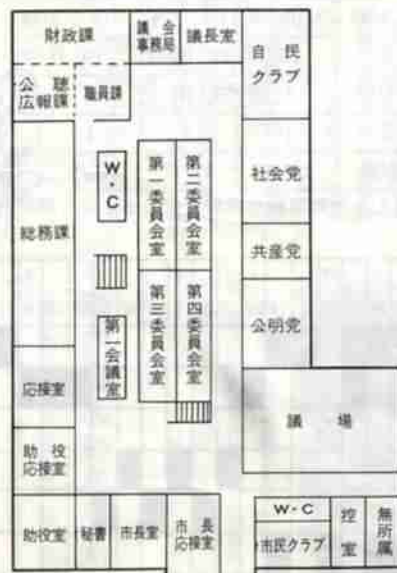 財政課
議会
事務局
議長室
自民
クラブ
公聴
広報課
職員課
W・C
第一委員会室
第二委員会室
社会党
総務課
共産党
第一会議室
第三委員会室
第四委員会室
公明党
応接室
議場
助役
応接室
助役室
秘書
市長室
市長
応接室
W・C
市民クラブ
控室
無所属